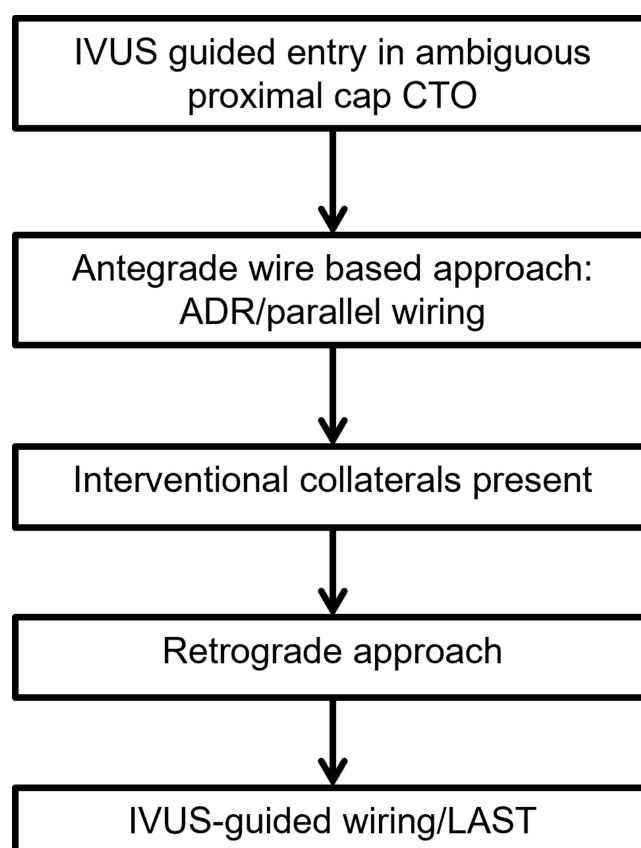 IVUS guided entry in ambiguous
proximal cap CTO
Antegrade wire based approach:
ADR/parallel wiring
Interventional collaterals present
Retrograde approach
IVUS-guided wiring/LAST